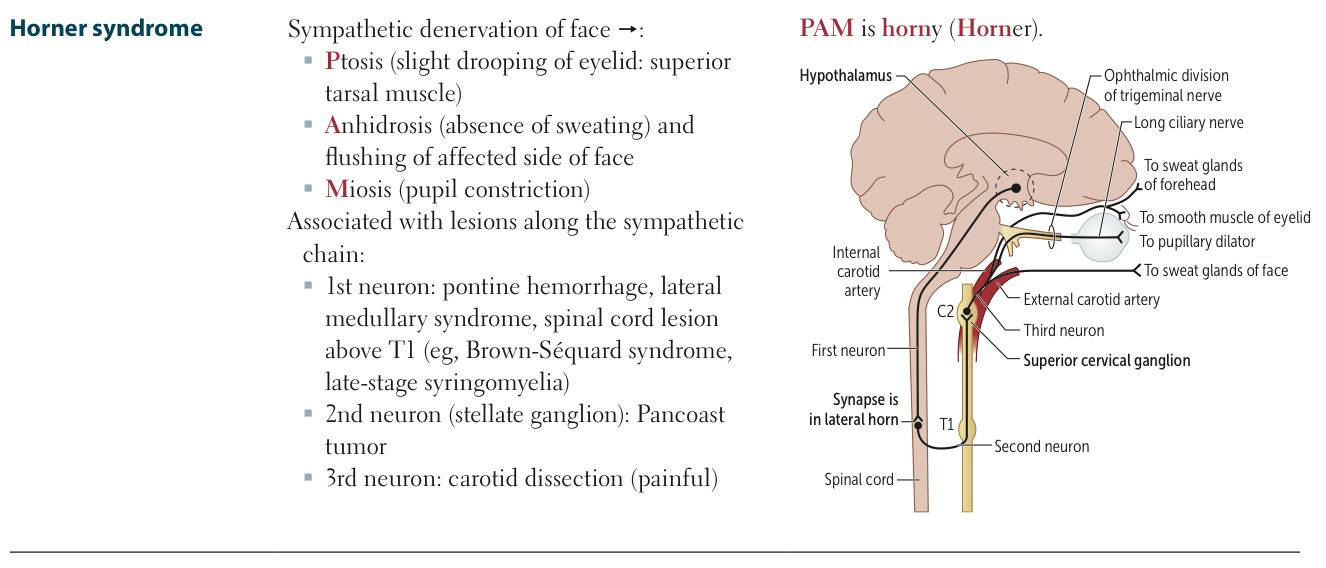 Horner syndrome
Sympathetic denervation of face →:
▪ Ptosis (slight drooping of eyelid: superior
tarsal muscle)
▪ Anhidrosis (absence of sweating) and
flushing of affected side of face
▪ Miosis (pupil constriction)
Associated with lesions along the sympathetic
chain:
▪ 1st neuron: pontine hemorrhage, lateral
medullary syndrome, spinal cord lesion
above T1 (eg, Brown-Séquard syndrome,
late-stage syringomyelia)
▪ 2nd neuron (stellate ganglion): Pancoast
tumor
▪ 3rd neuron: carotid dissection (painful)
PAM is horny (Horner).
Hypothalamus
Ophthalmic division
of trigeminal nerve
Long ciliary nerve
To sweat glands
of forehead
To smooth muscle of eyelid
To pupillary dilator
To sweat glands of face
Internal
carotid
artery
External carotid artery
C2
Third neuron
First neuron
Superior cervical ganglion
Synapse is
in lateral horn
T1
Second neuron
Spinal cord